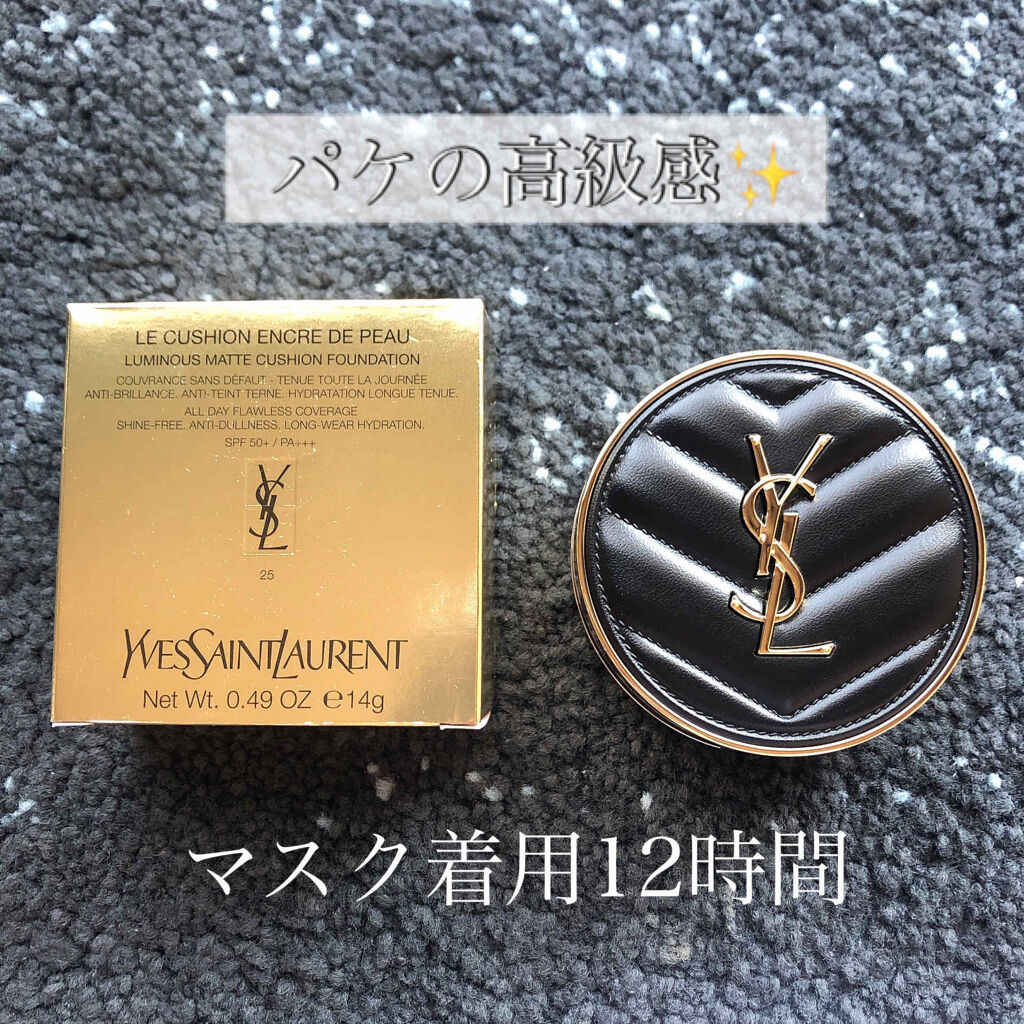 パケの高級感✨
LE CUSHION ENCRE DE PEAU
LUMINOUS MATTE CUSHION FOUNDATION
COUVRANCE SANS DÉFAUT - TENUE TOUTE LA JOURNÉE
ANTI-BRILLANCE. ANTI-TEINT TERNE. HYDRATATION LONGUE TENUE.
ALL DAY FLAWLESS COVERAGE
SHINE-FREE. ANTI-DULLNESS. LONG-WEAR HYDRATION.
SPF 50+ / PA+++
YSL
25
YVESSAINTLAURENT
Net Wt. 0.49 OZ ℮14g
YSL
マスク着用12時間